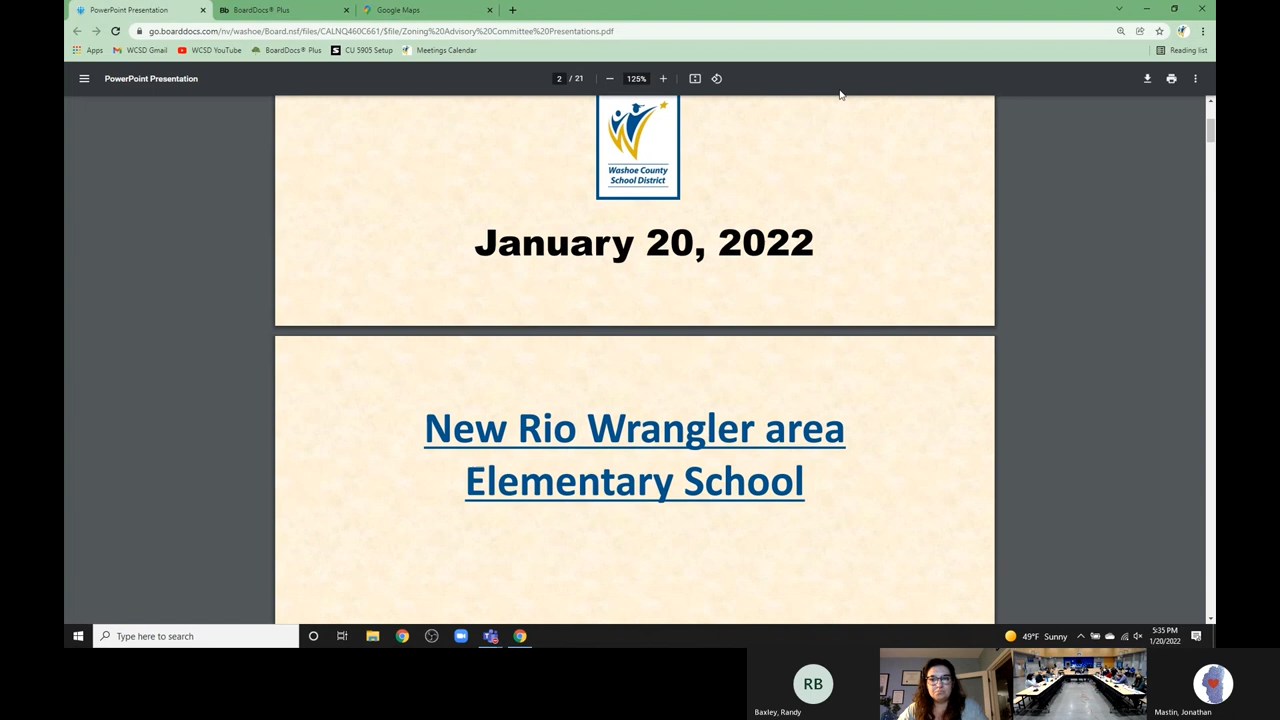 PowerPoint Presentation
BoardDocs® Plus
Google Maps
go.boarddocs.com/nv/washoe/Board.nsf/files/CALNQ460C661/$file/Zoning%20Advisory%20Committee%20Presentations.pdf
Apps
WCSD Gmail
WCSD YouTube
BoardDocs® Plus
CU 5905 Setup
Meetings Calendar
Reading list
PowerPoint Presentation
2 / 21
125%
Washoe County
School District
January 20, 2022
New Rio Wrangler area
Elementary School
Type here to search
49°F Sunny
5:35 PM
1/20/2022
RB
Baxley, Randy
Mastin, Jonathan